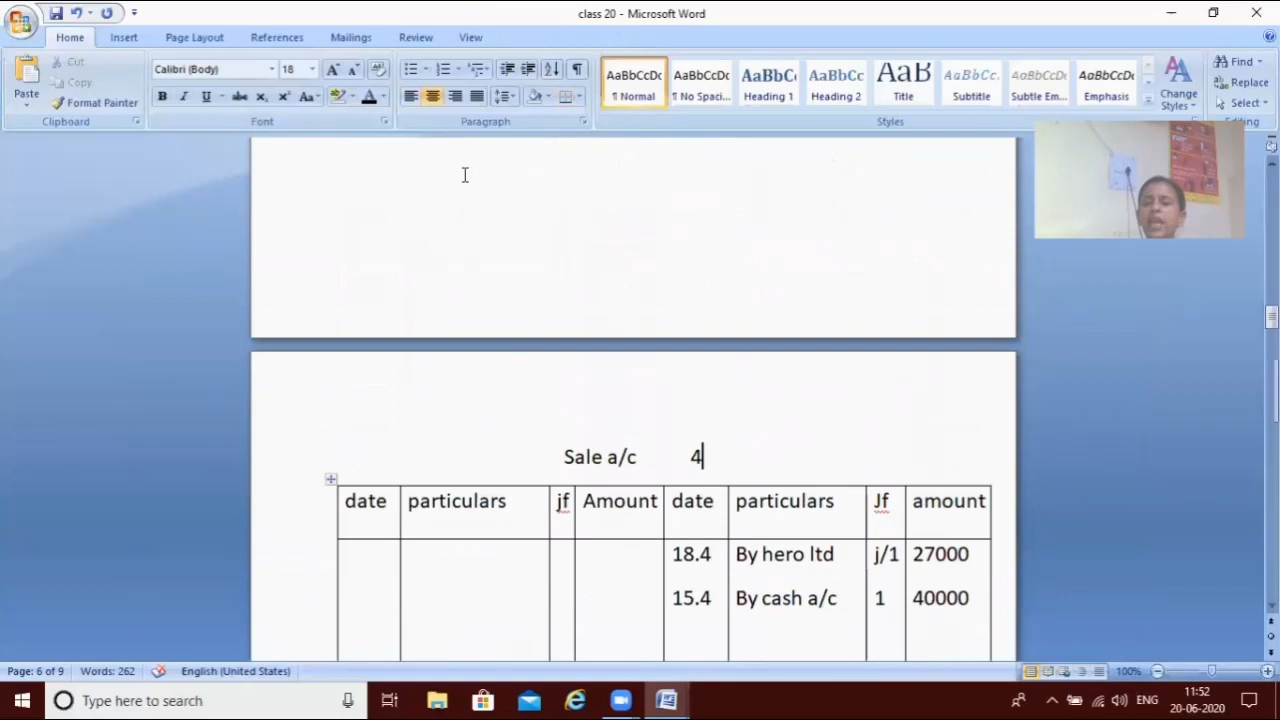 class 20 - Microsoft Word
Home Insert Page Layout References Mailings Review View
Paste
Cut
Copy
Format Painter
Clipboard
Calibri (Body) 18
Font
Paragraph
AaBbCcDc AaBbCcDc AaBbC AaBbCc AaB AaBbCc. AaBbCcDc AaBbCcDc
¶ Normal ¶ No Spaci... Heading 1 Heading 2 Title Subtitle Subtle Em... Emphasis
Styles
Change Styles
Find
Replace
Select
Editing
Sale a/c 4
date particulars jf Amount date particulars Jf amount
18.4 By hero ltd j/1 27000
15.4 By cash a/c 1 40000
Page: 6 of 9 Words: 262 English (United States) 100%
Type here to search
ENG
11:52
20-06-2020